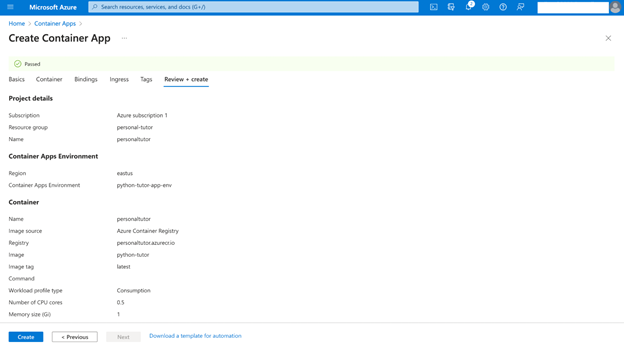 Microsoft Azure
Search resources, services, and docs (G+/)
7
Home > Container Apps >
Create Container App ...
Passed
Basics Container Bindings Ingress Tags Review + create
Project details
Subscription Azure subscription 1
Resource group personal-tutor
Name personaltutor
Container Apps Environment
Region eastus
Container Apps Environment python-tutor-app-env
Container
Name personaltutor
Image source Azure Container Registry
Registry personaltutor.azurecr.io
Image python-tutor
Image tag latest
Command
Workload profile type Consumption
Number of CPU cores 0.5
Memory size (Gi) 1
Create < Previous Next Download a template for automation